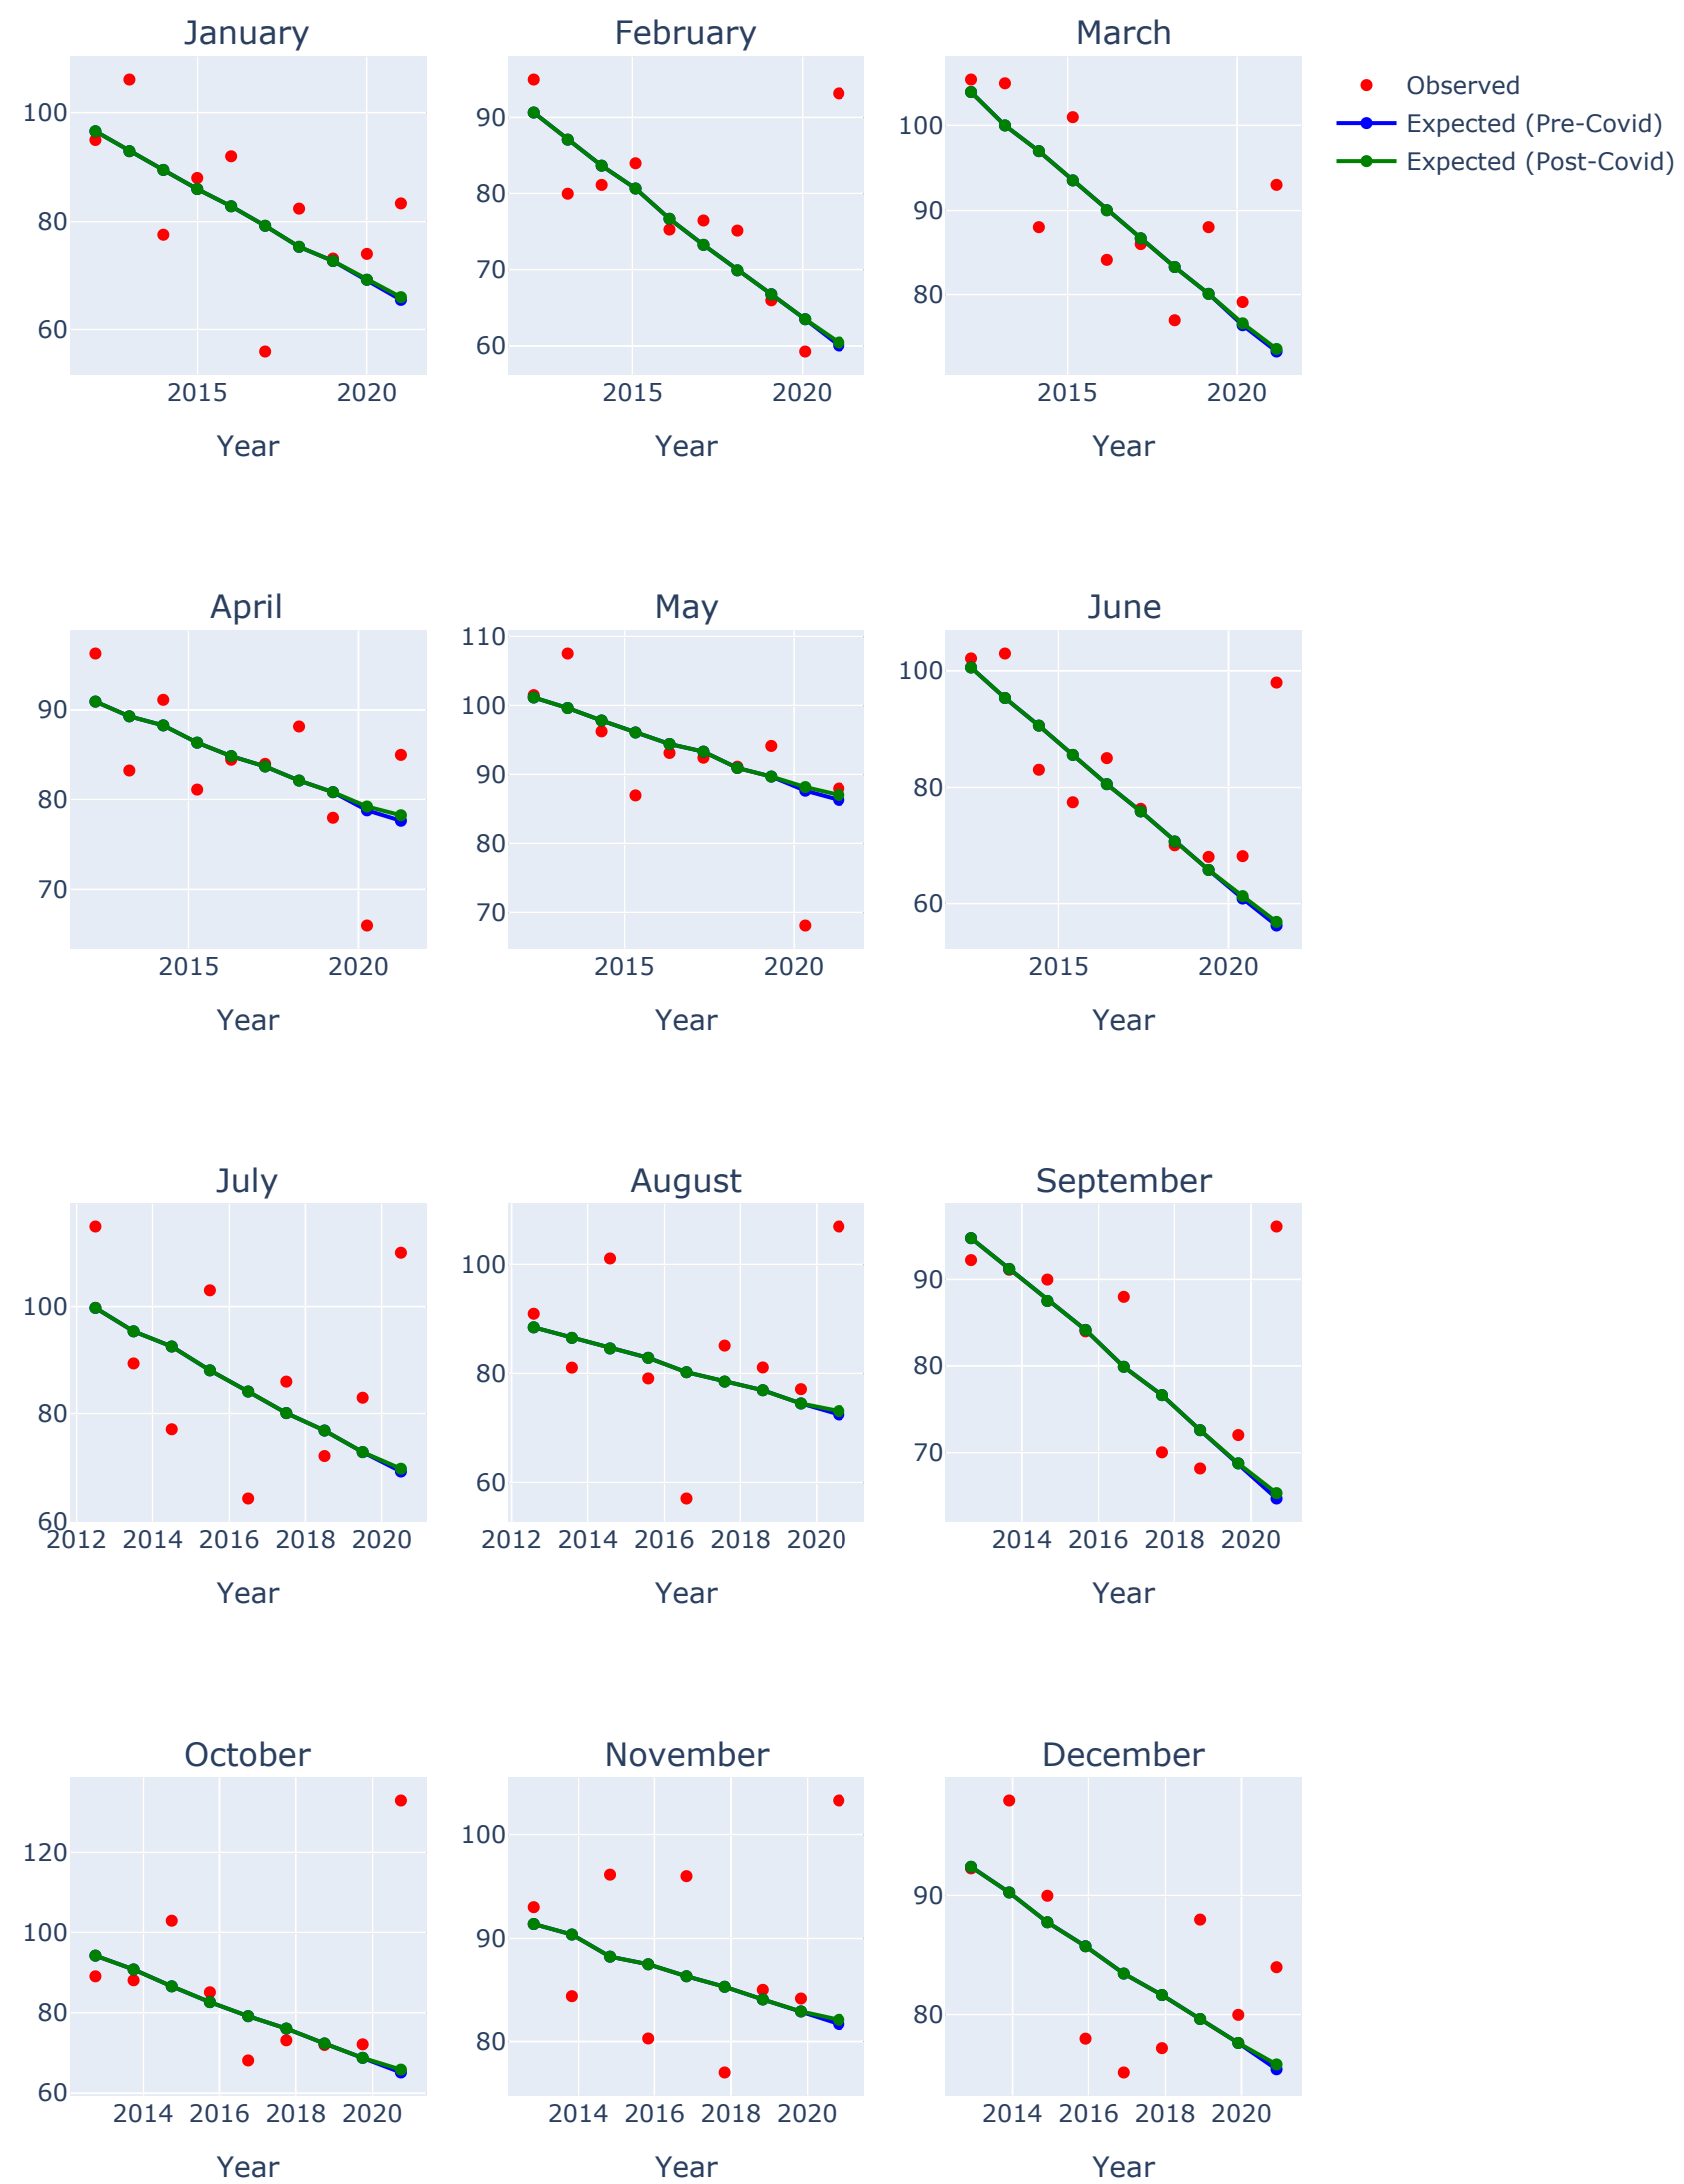 January
February
March
Observed
Expected (Pre-Covid)
Expected (Post-Covid)
100
80
60
2015
2020
Year
90
80
70
60
2015
2020
Year
100
90
80
2015
2020
Year
April
May
June
90
80
70
2015
2020
Year
110
100
90
80
70
2015
2020
Year
100
80
60
2015
2020
Year
July
August
September
100
80
60
2012
2014
2016
2018
2020
Year
100
80
60
2012
2014
2016
2018
2020
Year
90
80
70
2014
2016
2018
2020
Year
October
November
December
120
100
80
60
2014
2016
2018
2020
Year
100
90
80
2014
2016
2018
2020
Year
90
80
2014
2016
2018
2020
Year